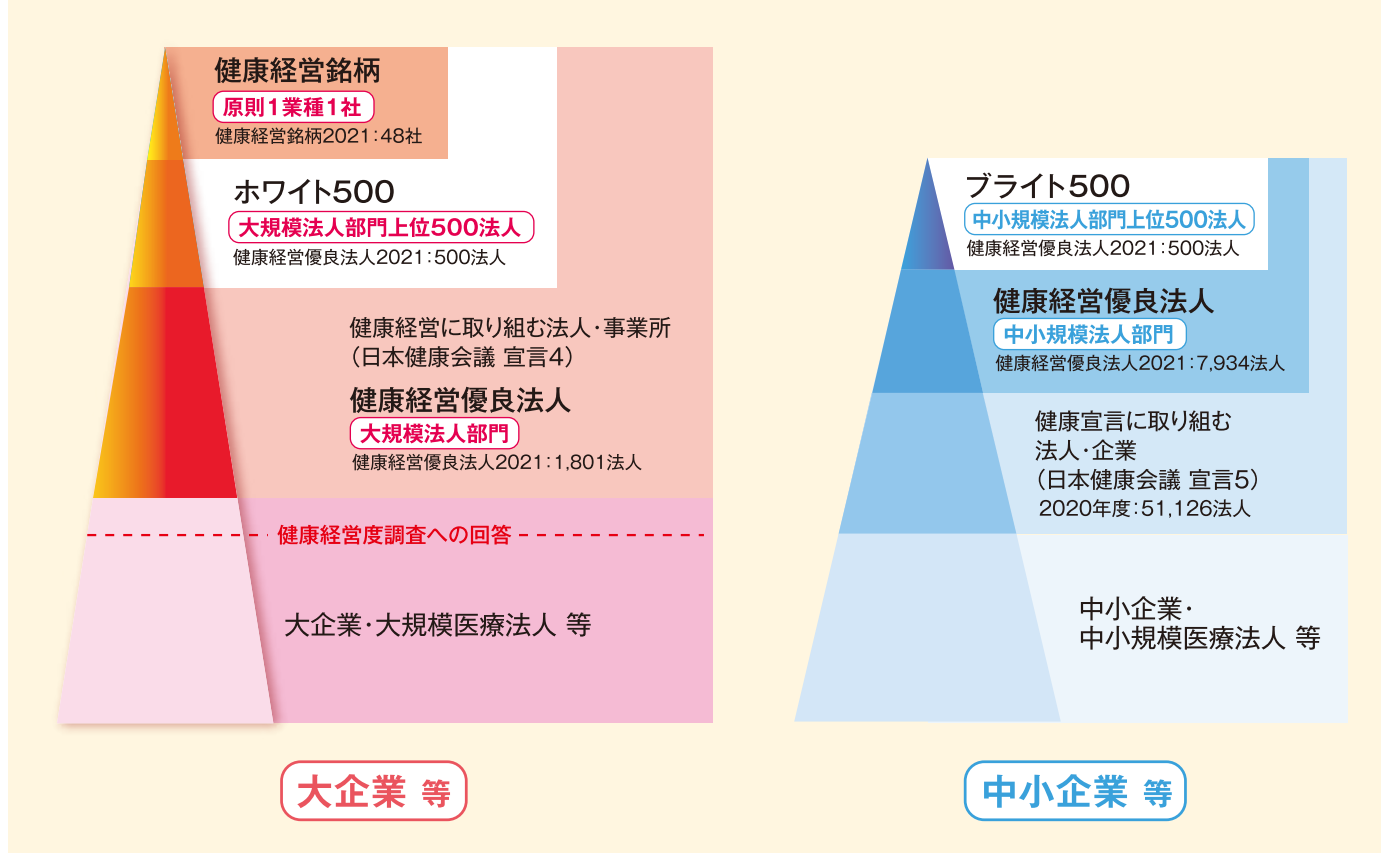 健康経営銘柄
原則1業種1社
健康経営銘柄2021:48社
ホワイト500
大規模法人部門上位500法人
健康経営優良法人2021:500法人
健康経営に取り組む法人・事業所
(日本健康会議 宣言4)
健康経営優良法人
大規模法人部門
健康経営優良法人2021:1,801法人
健康経営度調査への回答
大企業・大規模医療法人 等
大企業 等
ブライト500
中小規模法人部門上位500法人
健康経営優良法人2021:500法人
健康経営優良法人
中小規模法人部門
健康経営優良法人2021:7,934法人
健康宣言に取り組む
法人・企業
(日本健康会議 宣言5)
2020年度:51,126法人
中小企業・
中小規模医療法人 等
中小企業 等